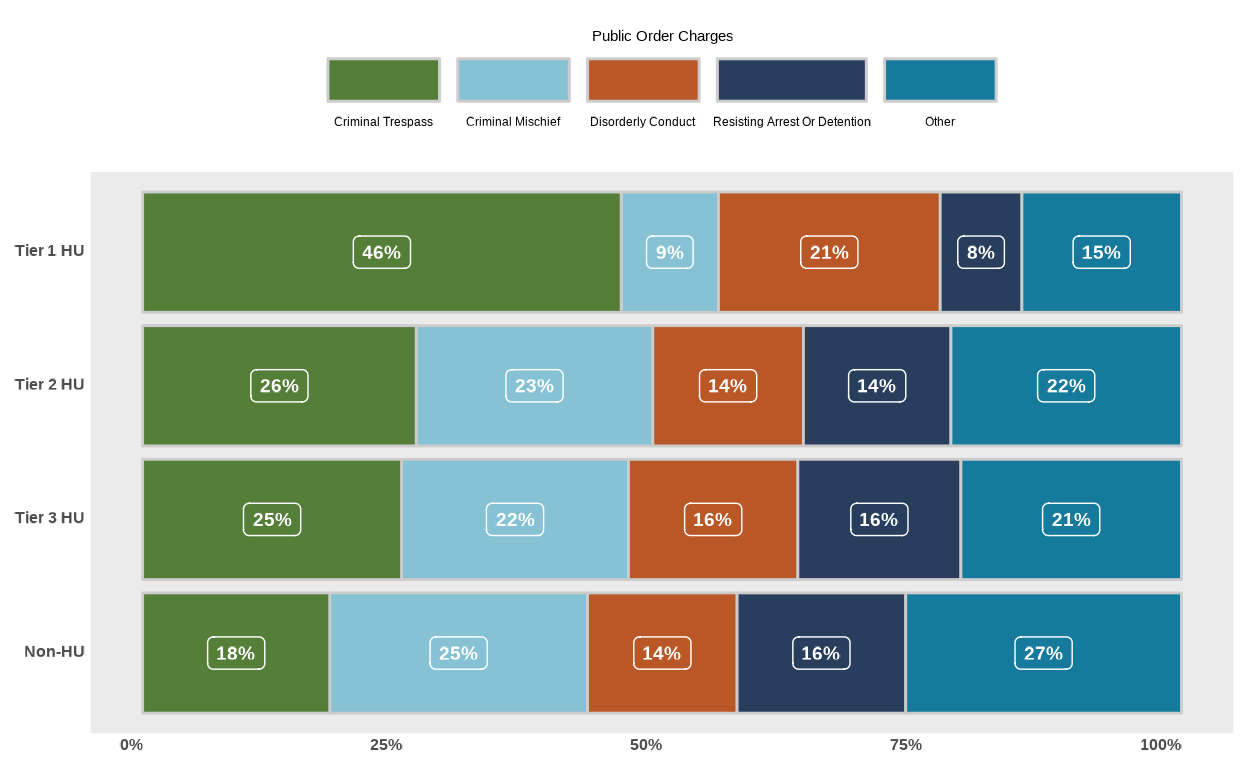 Public Order Charges
Criminal Trespass Criminal Mischief Disorderly Conduct Resisting Arrest Or Detention Other
Tier 1 HU 46% 9% 21% 8% 15%
Tier 2 HU 26% 23% 14% 14% 22%
Tier 3 HU 25% 22% 16% 16% 21%
Non-HU 18% 25% 14% 16% 27%
0% 25% 50% 75% 100%